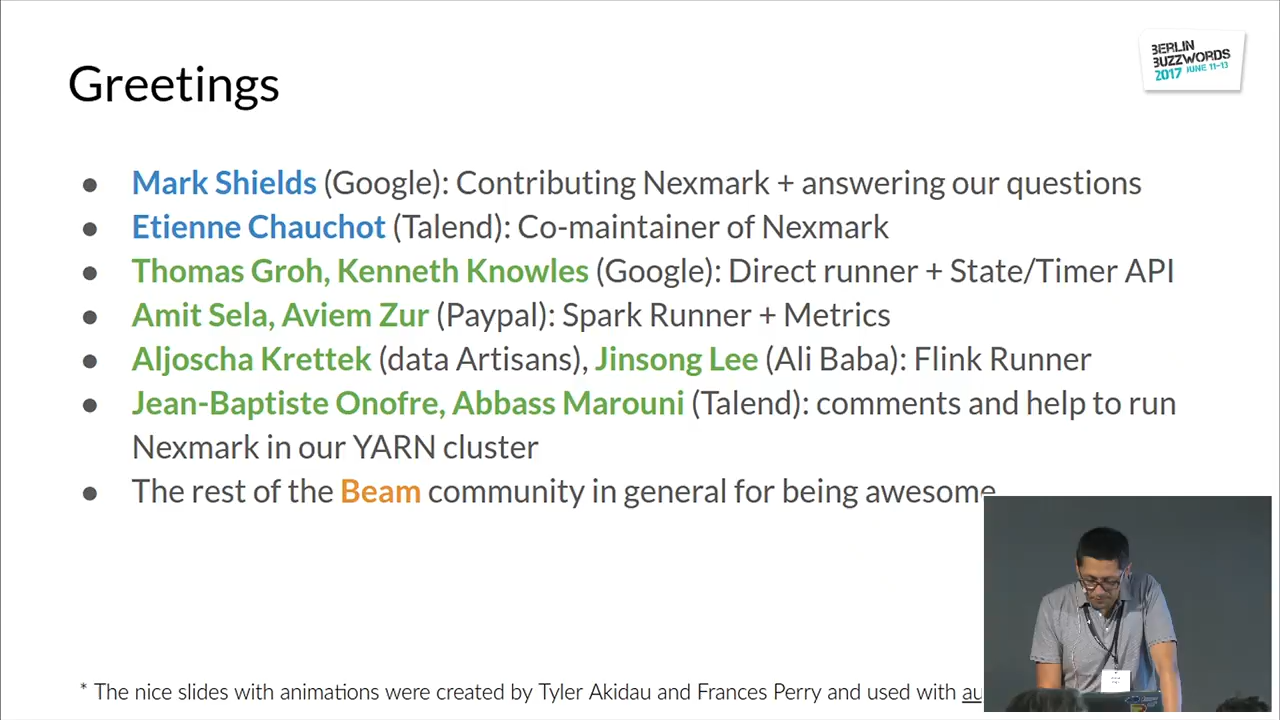 Greetings
BERLIN
BUZZWORDS
2017 JUNE 11-13
● Mark Shields (Google): Contributing Nexmark + answering our questions
● Etienne Chauchot (Talend): Co-maintainer of Nexmark
● Thomas Groh, Kenneth Knowles (Google): Direct runner + State/Timer API
● Amit Sela, Aviem Zur (Paypal): Spark Runner + Metrics
● Aljoscha Krettek (data Artisans), Jinsong Lee (Ali Baba): Flink Runner
● Jean-Baptiste Onofre, Abbass Marouni (Talend): comments and help to run
Nexmark in our YARN cluster
● The rest of the Beam community in general for being awesome
* The nice slides with animations were created by Tyler Akidau and Frances Perry and used with